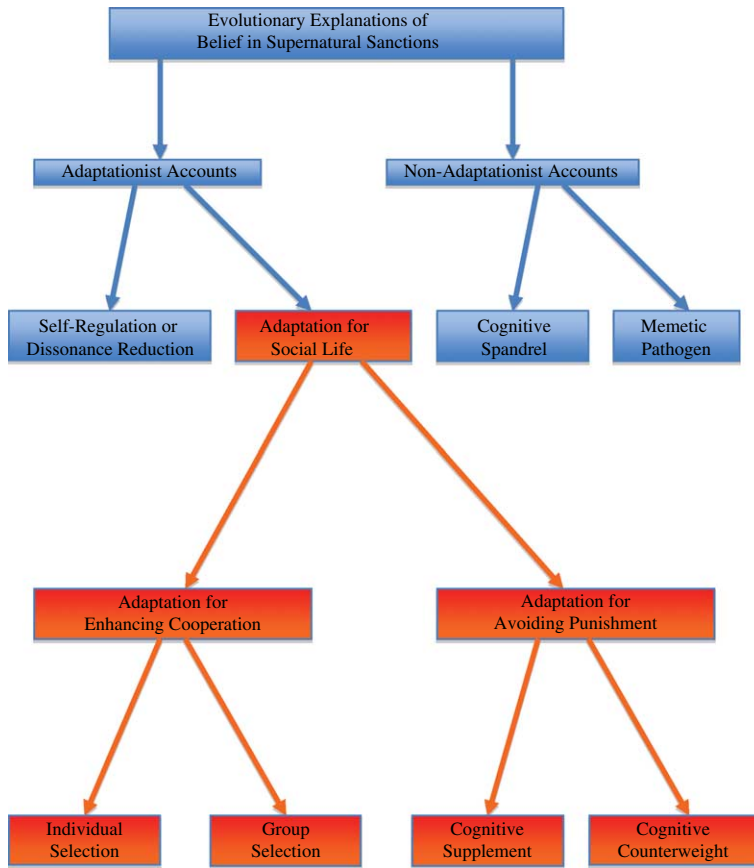 Evolutionary Explanations of
Belief in Supernatural Sanctions
Adaptationist Accounts
Non-Adaptationist Accounts
Self-Regulation or
Dissonance Reduction
Adaptation for
Social Life
Cognitive
Spandrel
Memetic
Pathogen
Adaptation for
Enhancing Cooperation
Adaptation for
Avoiding Punishment
Individual
Selection
Group
Selection
Cognitive
Supplement
Cognitive
Counterweight